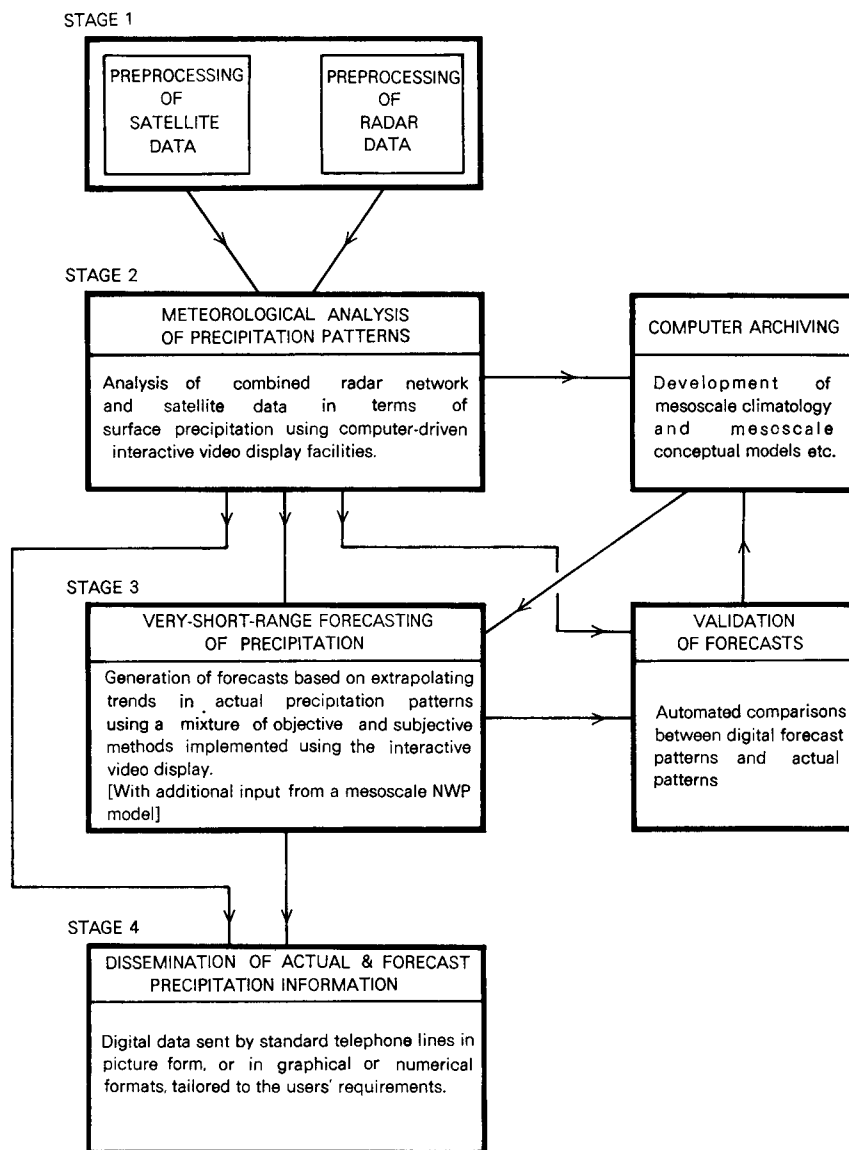 STAGE 1
PREPROCESSING
OF
SATELLITE
DATA
PREPROCESSING
OF
RADAR
DATA
STAGE 2
METEOROLOGICAL ANALYSIS
OF PRECIPITATION PATTERNS
Analysis of combined radar network
and satellite data in terms of
surface precipitation using computer-driven
interactive video display facilities.
COMPUTER ARCHIVING
Development of
mesoscale climatology
and mesoscale
conceptual models etc.
STAGE 3
VERY-SHORT-RANGE FORECASTING
OF PRECIPITATION
Generation of forecasts based on extrapolating
trends in actual precipitation patterns
using a mixture of objective and subjective
methods implemented using the interactive
video display.
[With additional input from a mesoscale NWP
model]
VALIDATION
OF FORECASTS
Automated comparisons
between digital forecast
patterns and actual
patterns
STAGE 4
DISSEMINATION OF ACTUAL & FORECAST
PRECIPITATION INFORMATION
Digital data sent by standard telephone lines in
picture form, or in graphical or numerical
formats, tailored to the users' requirements.